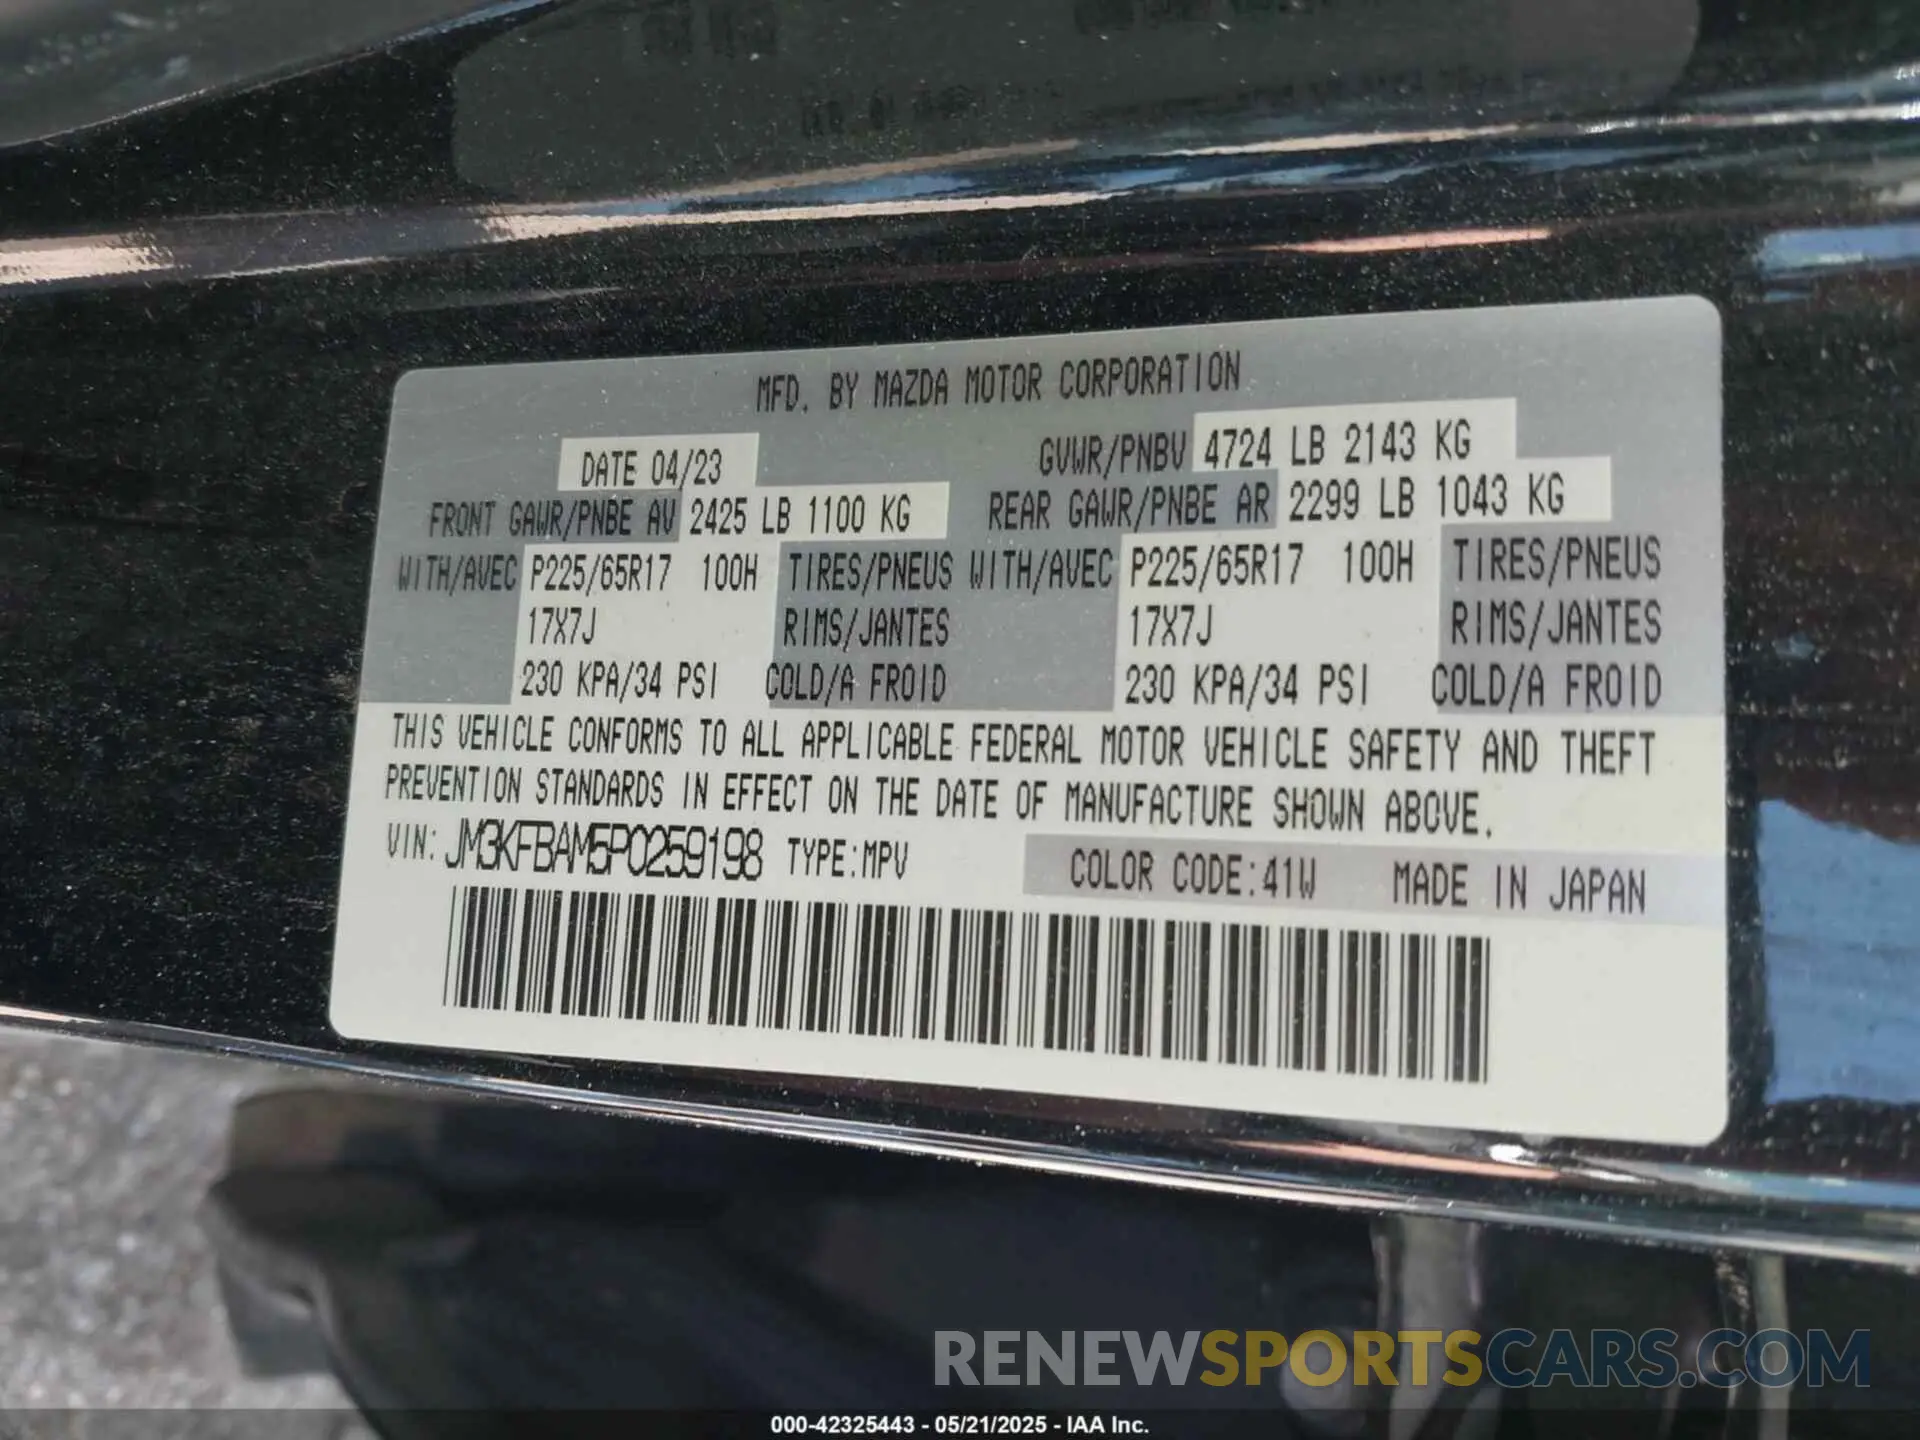 MFD. BY MAZDA MOTOR CORPORATION
DATE 04/23 GVWR/PNBV 4724 LB 2143 KG
FRONT GAWR/PNBE AV 2425 LB 1100 KG REAR GAWR/PNBE AR 2299 LB 1043 KG
WITH/AVEC P225/65R17 100H TIRES/PNEUS WITH/AVEC P225/65R17 100H TIRES/PNEUS
17X7J RIMS/JANTES 17X7J RIMS/JANTES
230 KPA/34 PSI COLD/A FROID 230 KPA/34 PSI COLD/A FROID
THIS VEHICLE CONFORMS TO ALL APPLICABLE FEDERAL MOTOR VEHICLE SAFETY AND THEFT
PREVENTION STANDARDS IN EFFECT ON THE DATE OF MANUFACTURE SHOWN ABOVE.
VIN: JM3KFBAM5P0259198 TYPE:MPV COLOR CODE:41W MADE IN JAPAN
RENEWSPORTSCARS.COM
000-42325443 - 05/21/2025 - IAA Inc.